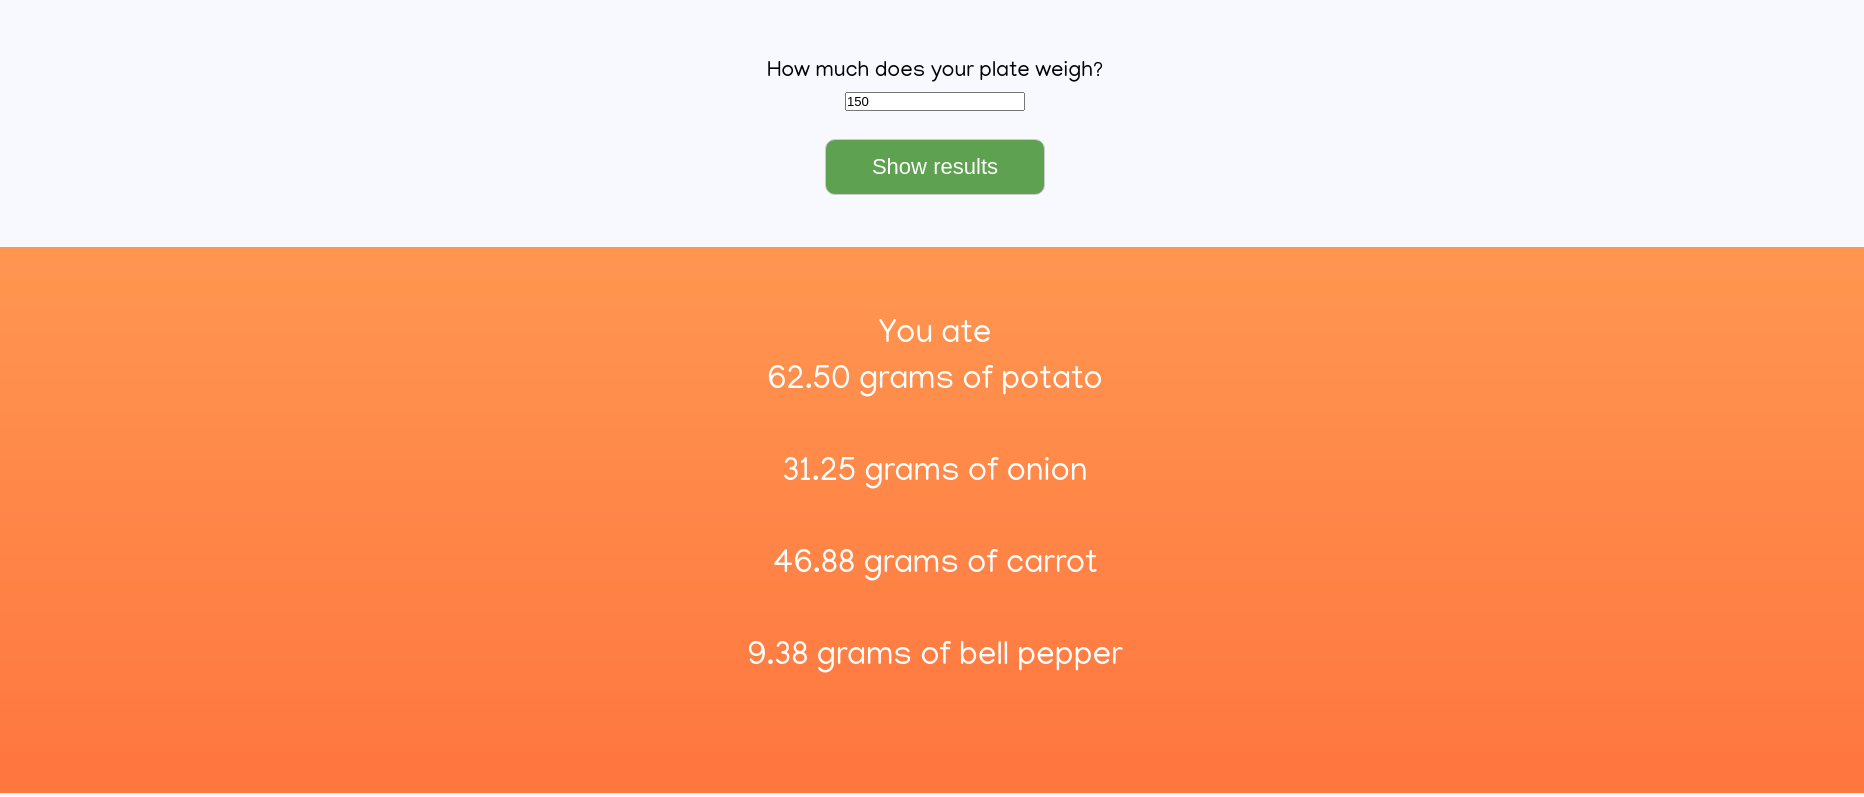 How much does your plate weigh?
150
Show results
You ate
62.50 grams of potato
31.25 grams of onion
46.88 grams of carrot
9.38 grams of bell pepper